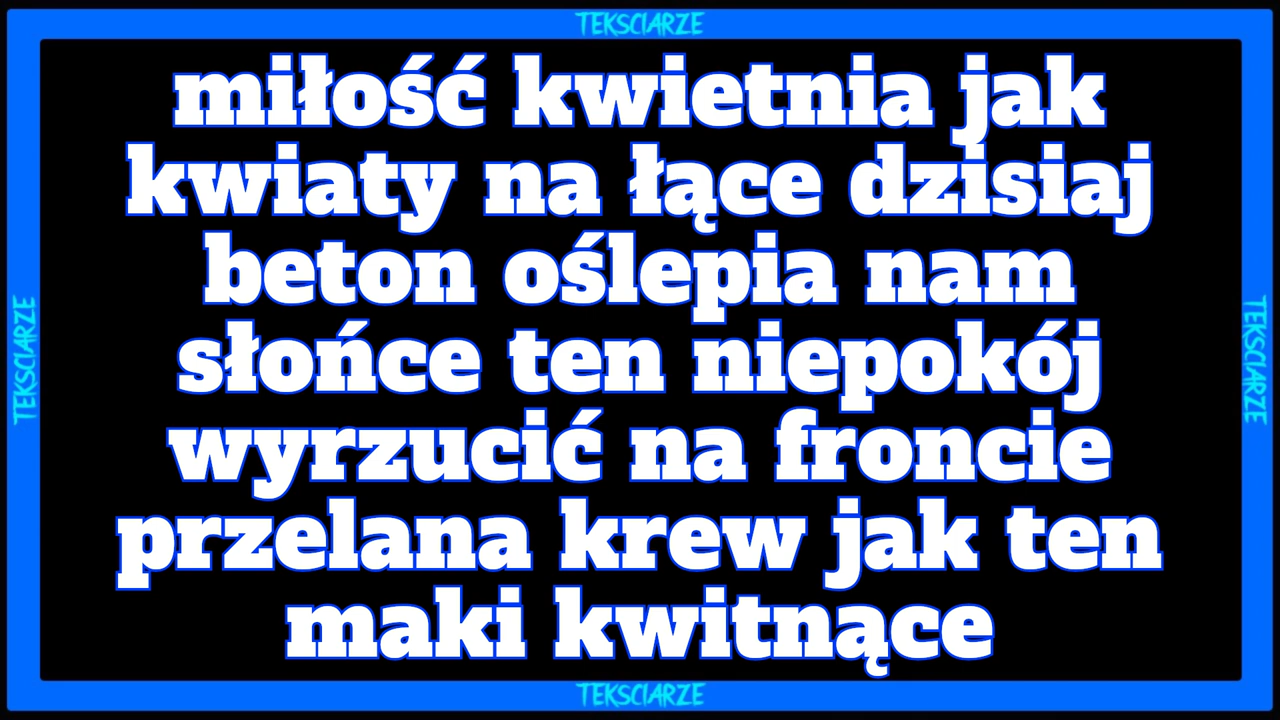 TEKSCIARZE
miłość kwietnia jak
kwiaty na łące dzisiaj
beton oślepia nam
słońce ten niepokój
wyrzucić na froncie
przelana krew jak ten
maki kwitnące
TEKSCIARZE
TEKSCIARZE
TEKSCIARZE